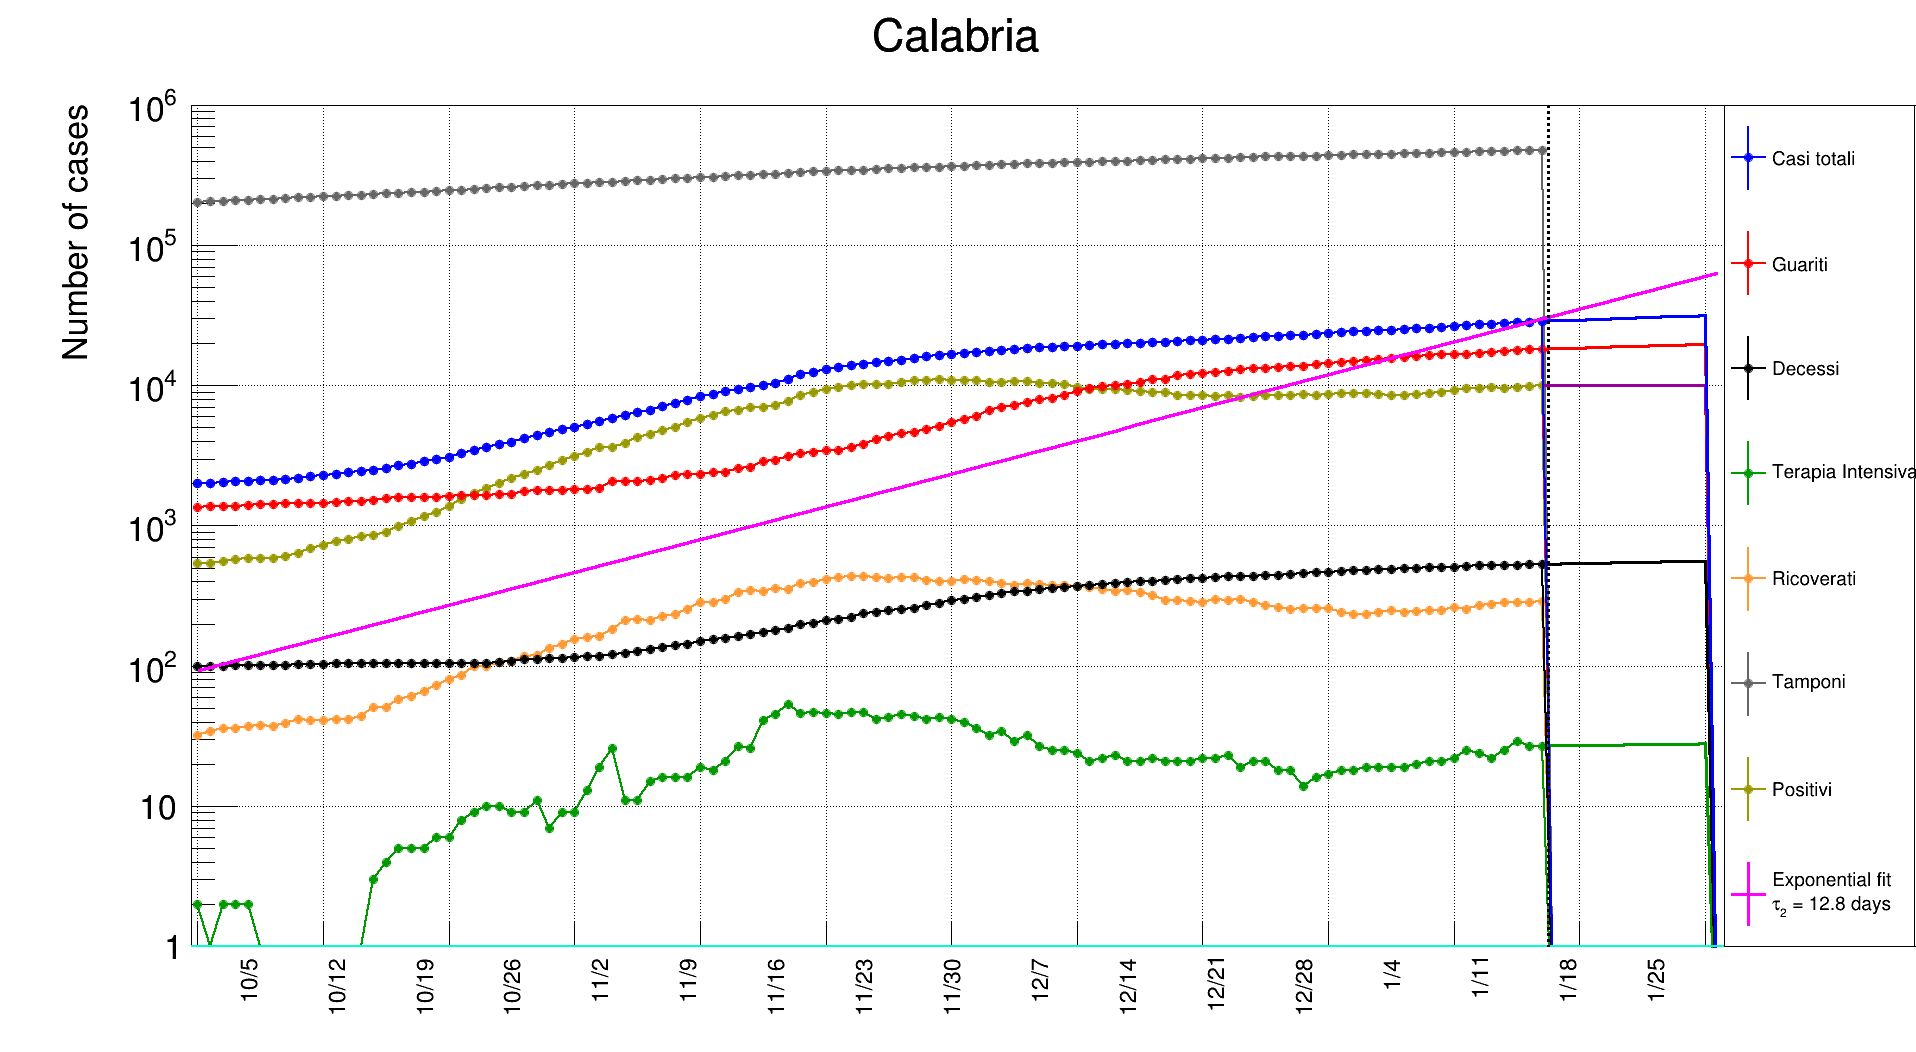 Calabria
Number of cases
10^6
10^5
10^4
10^3
10^2
10
1
10/5
10/12
10/19
10/26
11/2
11/9
11/16
11/23
11/30
12/7
12/14
12/21
12/28
1/4
1/11
1/18
1/25
Casi totali
Guariti
Decessi
Terapia Intensiva
Ricoverati
Tamponi
Positivi
Exponential fit
τ₂ = 12.8 days